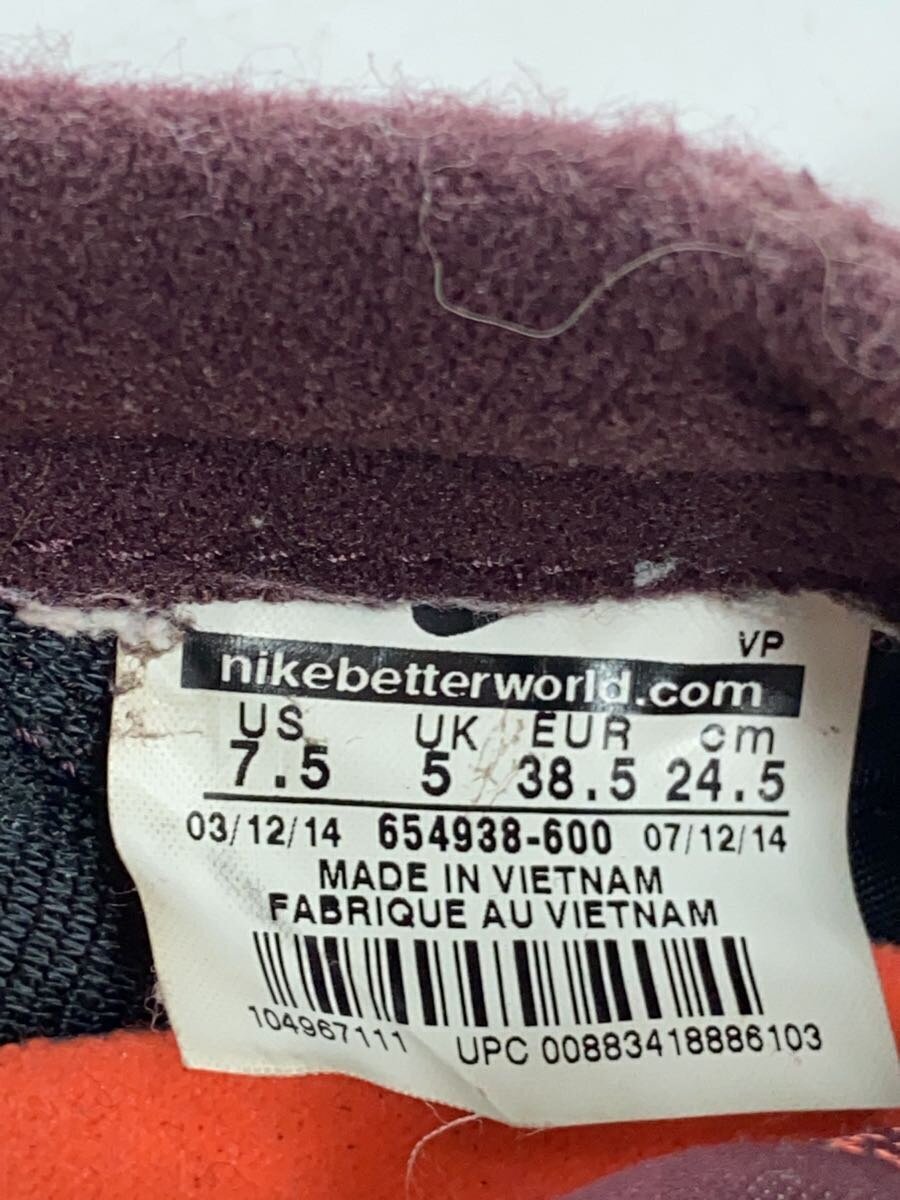 VP
nikebetterworld.com
US UK EUR cm
7.5 5 38.5 24.5
03/12/14 654938-600 07/12/14
MADE IN VIETNAM
FABRIQUE AU VIETNAM
104967111 UPC 00883418886103